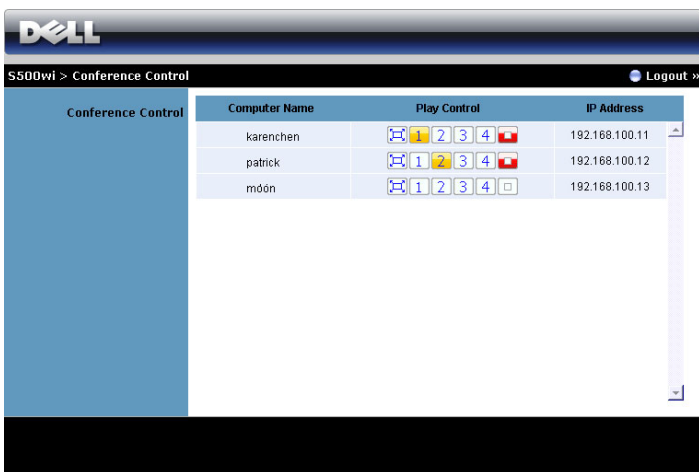 DELL
S500wi > Conference Control
Logout »
Conference Control
Computer Name Play Control IP Address
karenchen 1 2 3 4 192.168.100.11
patrick 1 2 3 4 192.168.100.12
móón 1 2 3 4 192.168.100.13